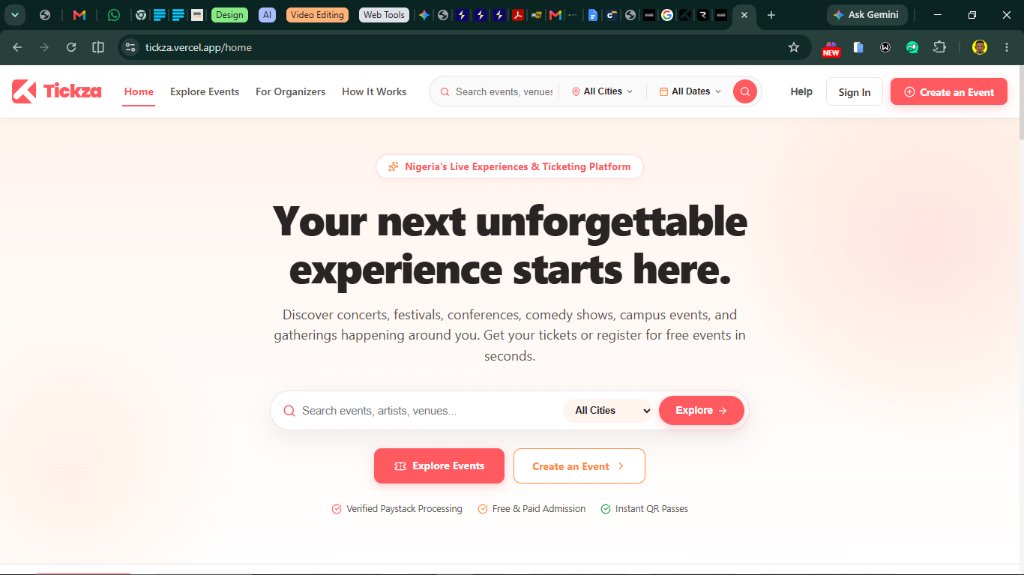 Design
AI
Video Editing
Web Tools
Ask Gemini
tickza.vercel.app/home
NEW
Tickza
Home
Explore Events
For Organizers
How It Works
Search events, venues
All Cities
All Dates
Help
Sign In
Create an Event
Nigeria's Live Experiences & Ticketing Platform
Your next unforgettable
experience starts here.
Discover concerts, festivals, conferences, comedy shows, campus events, and
gatherings happening around you. Get your tickets or register for free events in
seconds.
Search events, artists, venues...
All Cities
Explore →
Explore Events
Create an Event
Verified Paystack Processing
Free & Paid Admission
Instant QR Passes